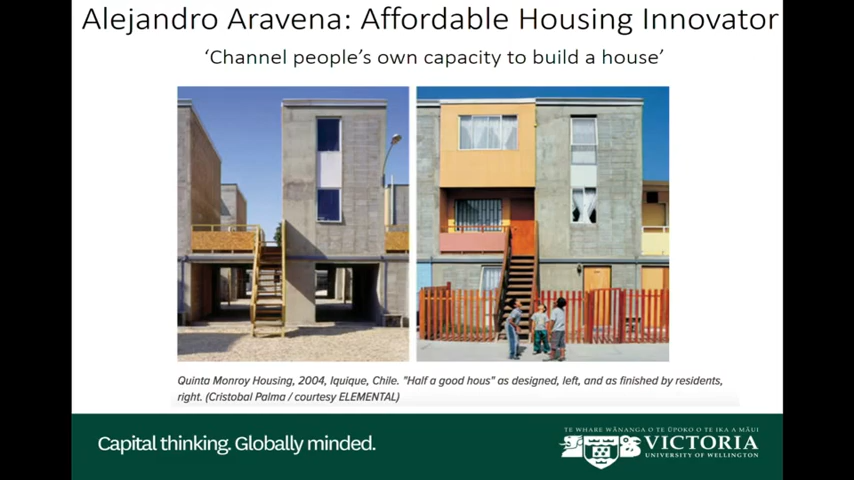 Alejandro Aravena: Affordable Housing Innovator
‘Channel people’s own capacity to build a house’
Quinta Monroy Housing, 2004, Iquique, Chile. "Half a good hous" as designed, left, and as finished by residents,
right. (Cristobal Palma / courtesy ELEMENTAL)
Capital thinking. Globally minded.
TE WHARE WĀNANGA O TE ŪPOKO O TE IKA A MĀUI
VICTORIA
UNIVERSITY OF WELLINGTON